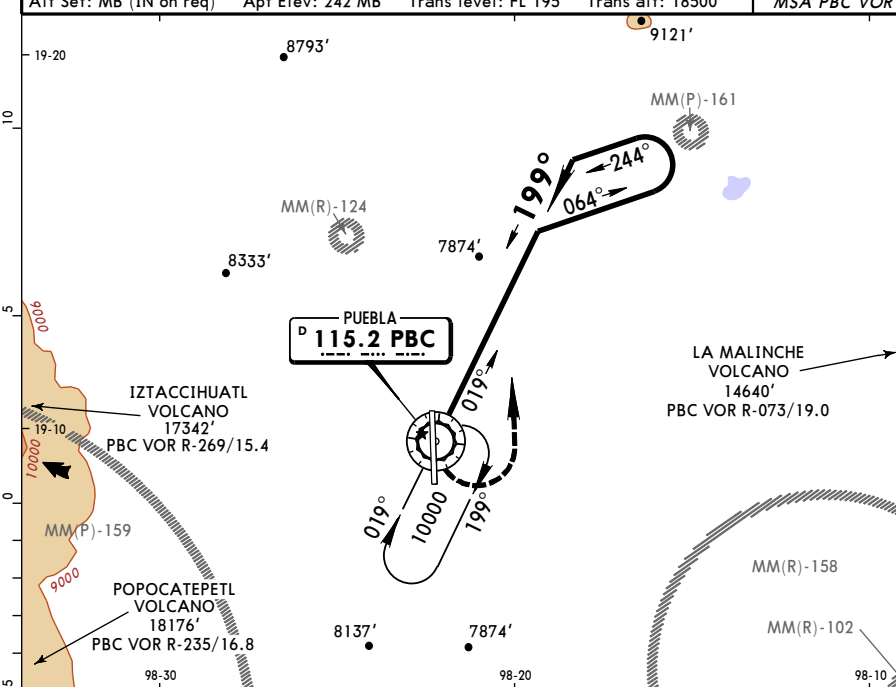 Alt Set: MB (IN on req) Apt Elev: 242 MB Trans level: FL 195 Trans alt: 18500 MSA PBC VOR
8793'
9121'
19-20
10
MM(P)-161
199°
244°
064°
MM(R)-124
7874'
8333'
9000
5
PUEBLA
D 115.2 PBC
LA MALINCHE
VOLCANO
14640'
PBC VOR R-073/19.0
019°
IZTACCIHUATL
VOLCANO
17342'
PBC VOR R-269/15.4
19-10
10000
0
019°
10000
199°
MM(P)-159
MM(R)-158
9000
POPOCATEPETL
VOLCANO
18176'
PBC VOR R-235/16.8
8137'
7874'
MM(R)-102
5
98-30
98-20
98-10